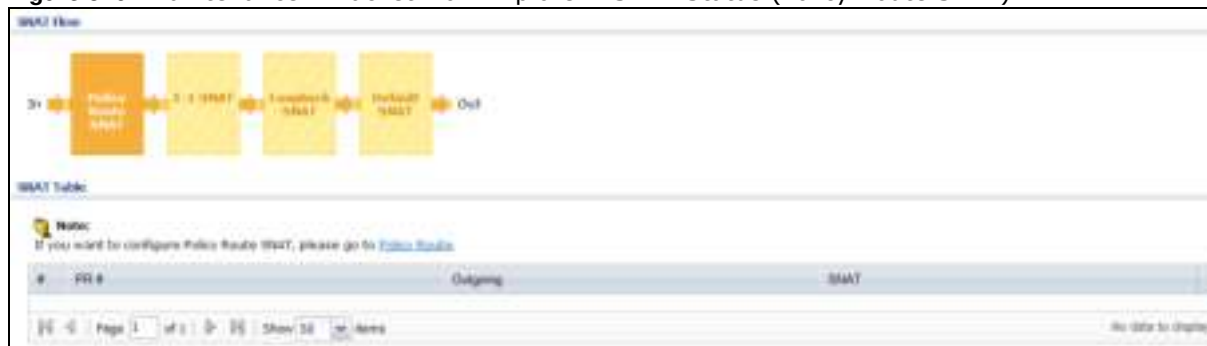 SNAT Flow
In
Policy
Route
SNAT
1-1 SNAT
Loopback
SNAT
Default
SNAT
Out
SNAT Table
Note:
If you want to configure Policy Route SNAT, please go to Policy Route
# PR # Outgoing SNAT
Page 1 of 1 Show 50 items No data to display